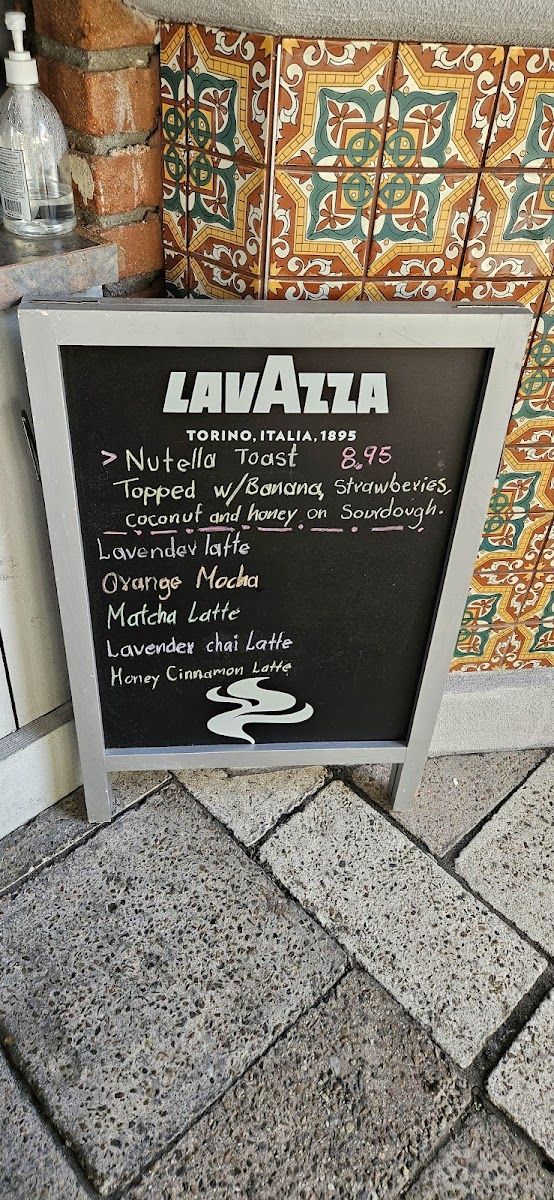 LAVAZZA
TORINO, ITALIA, 1895
> Nutella Toast 8.95
Topped w/Banana, Strawberies,
coconut and honey on Sourdough.
Lavender latte
Orange Mocha
Matcha Latte
Lavender chai Latte
Honey Cinnamon Latte